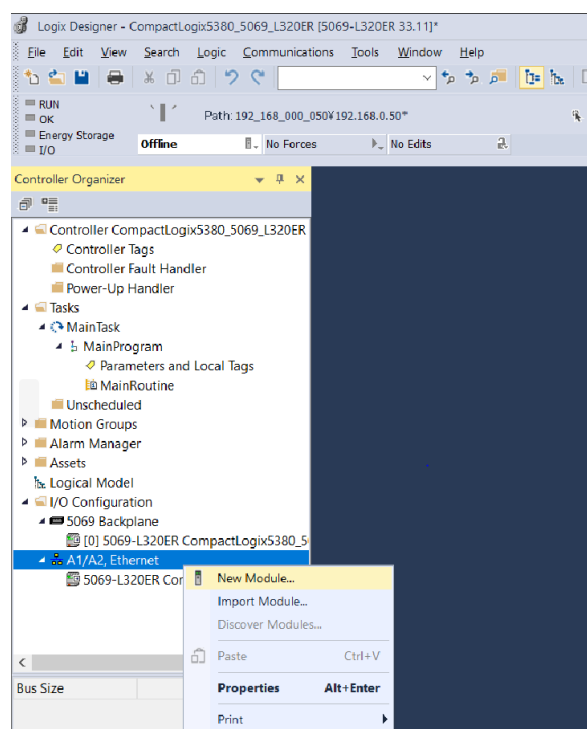 Logix Designer - CompactLogix5380_5069_L320ER [5069-L320ER 33.11]*
File Edit View Search Logic Communications Tools Window Help
RUN
OK
Energy Storage
I/O
Path: 192_168_000_050¥192.168.0.50*
Offline No Forces No Edits
Controller Organizer
Controller CompactLogix5380_5069_L320ER
Controller Tags
Controller Fault Handler
Power-Up Handler
Tasks
MainTask
MainProgram
Parameters and Local Tags
MainRoutine
Unscheduled
Motion Groups
Alarm Manager
Assets
Logical Model
I/O Configuration
5069 Backplane
[0] 5069-L320ER CompactLogix5380_5
A1/A2, Ethernet
5069-L320ER Cor
New Module...
Import Module...
Discover Modules...
Paste Ctrl+V
Properties Alt+Enter
Print
Bus Size